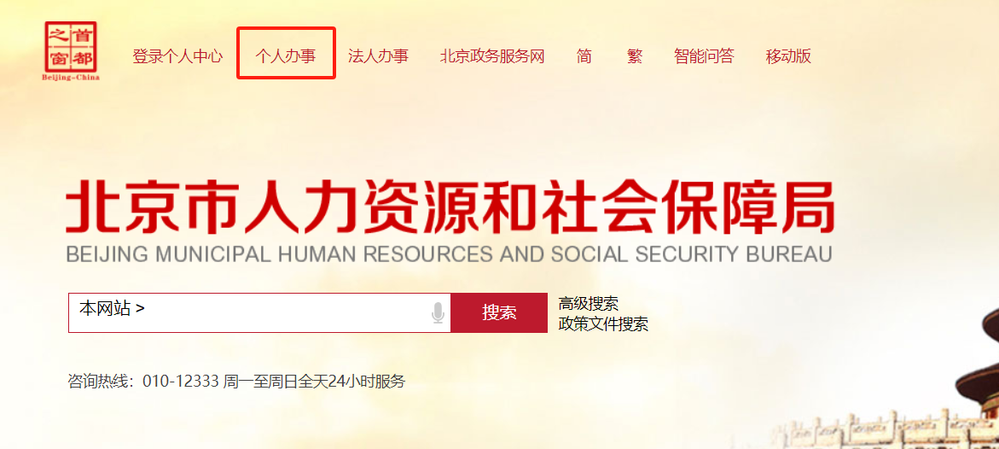 首都之窗
Beijing-China
登录个人中心 个人办事 法人办事 北京政务服务网 简 繁 智能问答 移动版
北京市人力资源和社会保障局
BEIJING MUNICIPAL HUMAN RESOURCES AND SOCIAL SECURITY BUREAU
本网站 > 搜索 高级搜索
政策文件搜索
咨询热线：010-12333 周一至周日全天24小时服务